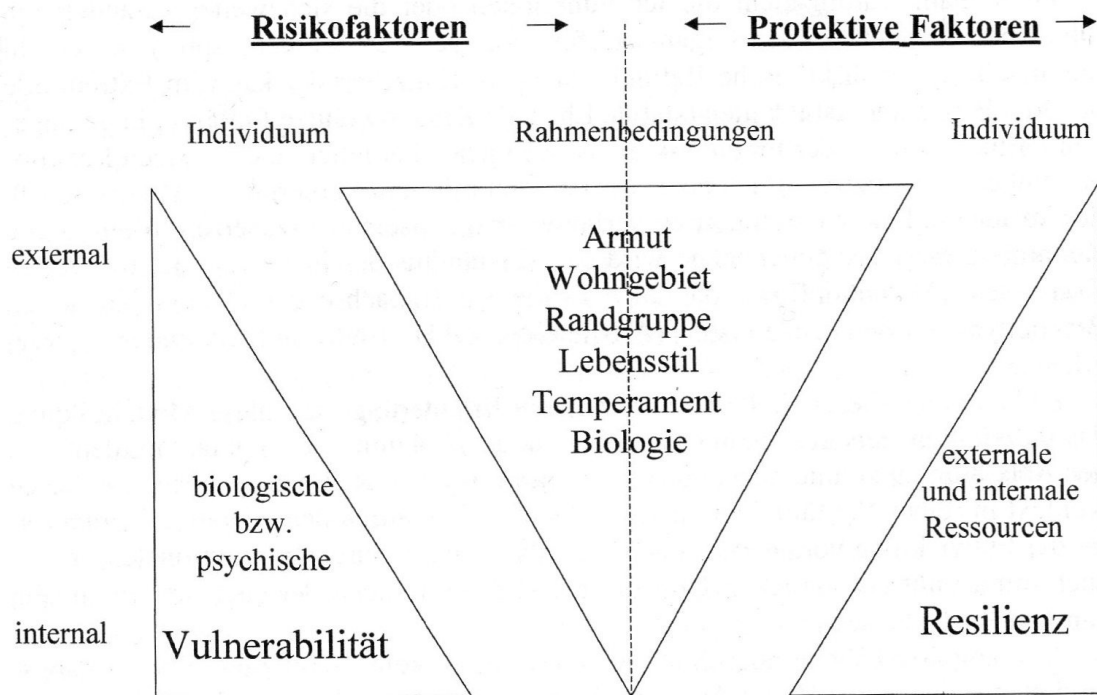 Risikofaktoren Protektive Faktoren
Individuum Rahmenbedingungen Individuum
external
Armut
Wohngebiet
Randgruppe
Lebensstil
Temperament
Biologie
biologische
bzw.
psychische
externale
und internale
Ressourcen
internal
Vulnerabilität
Resilienz